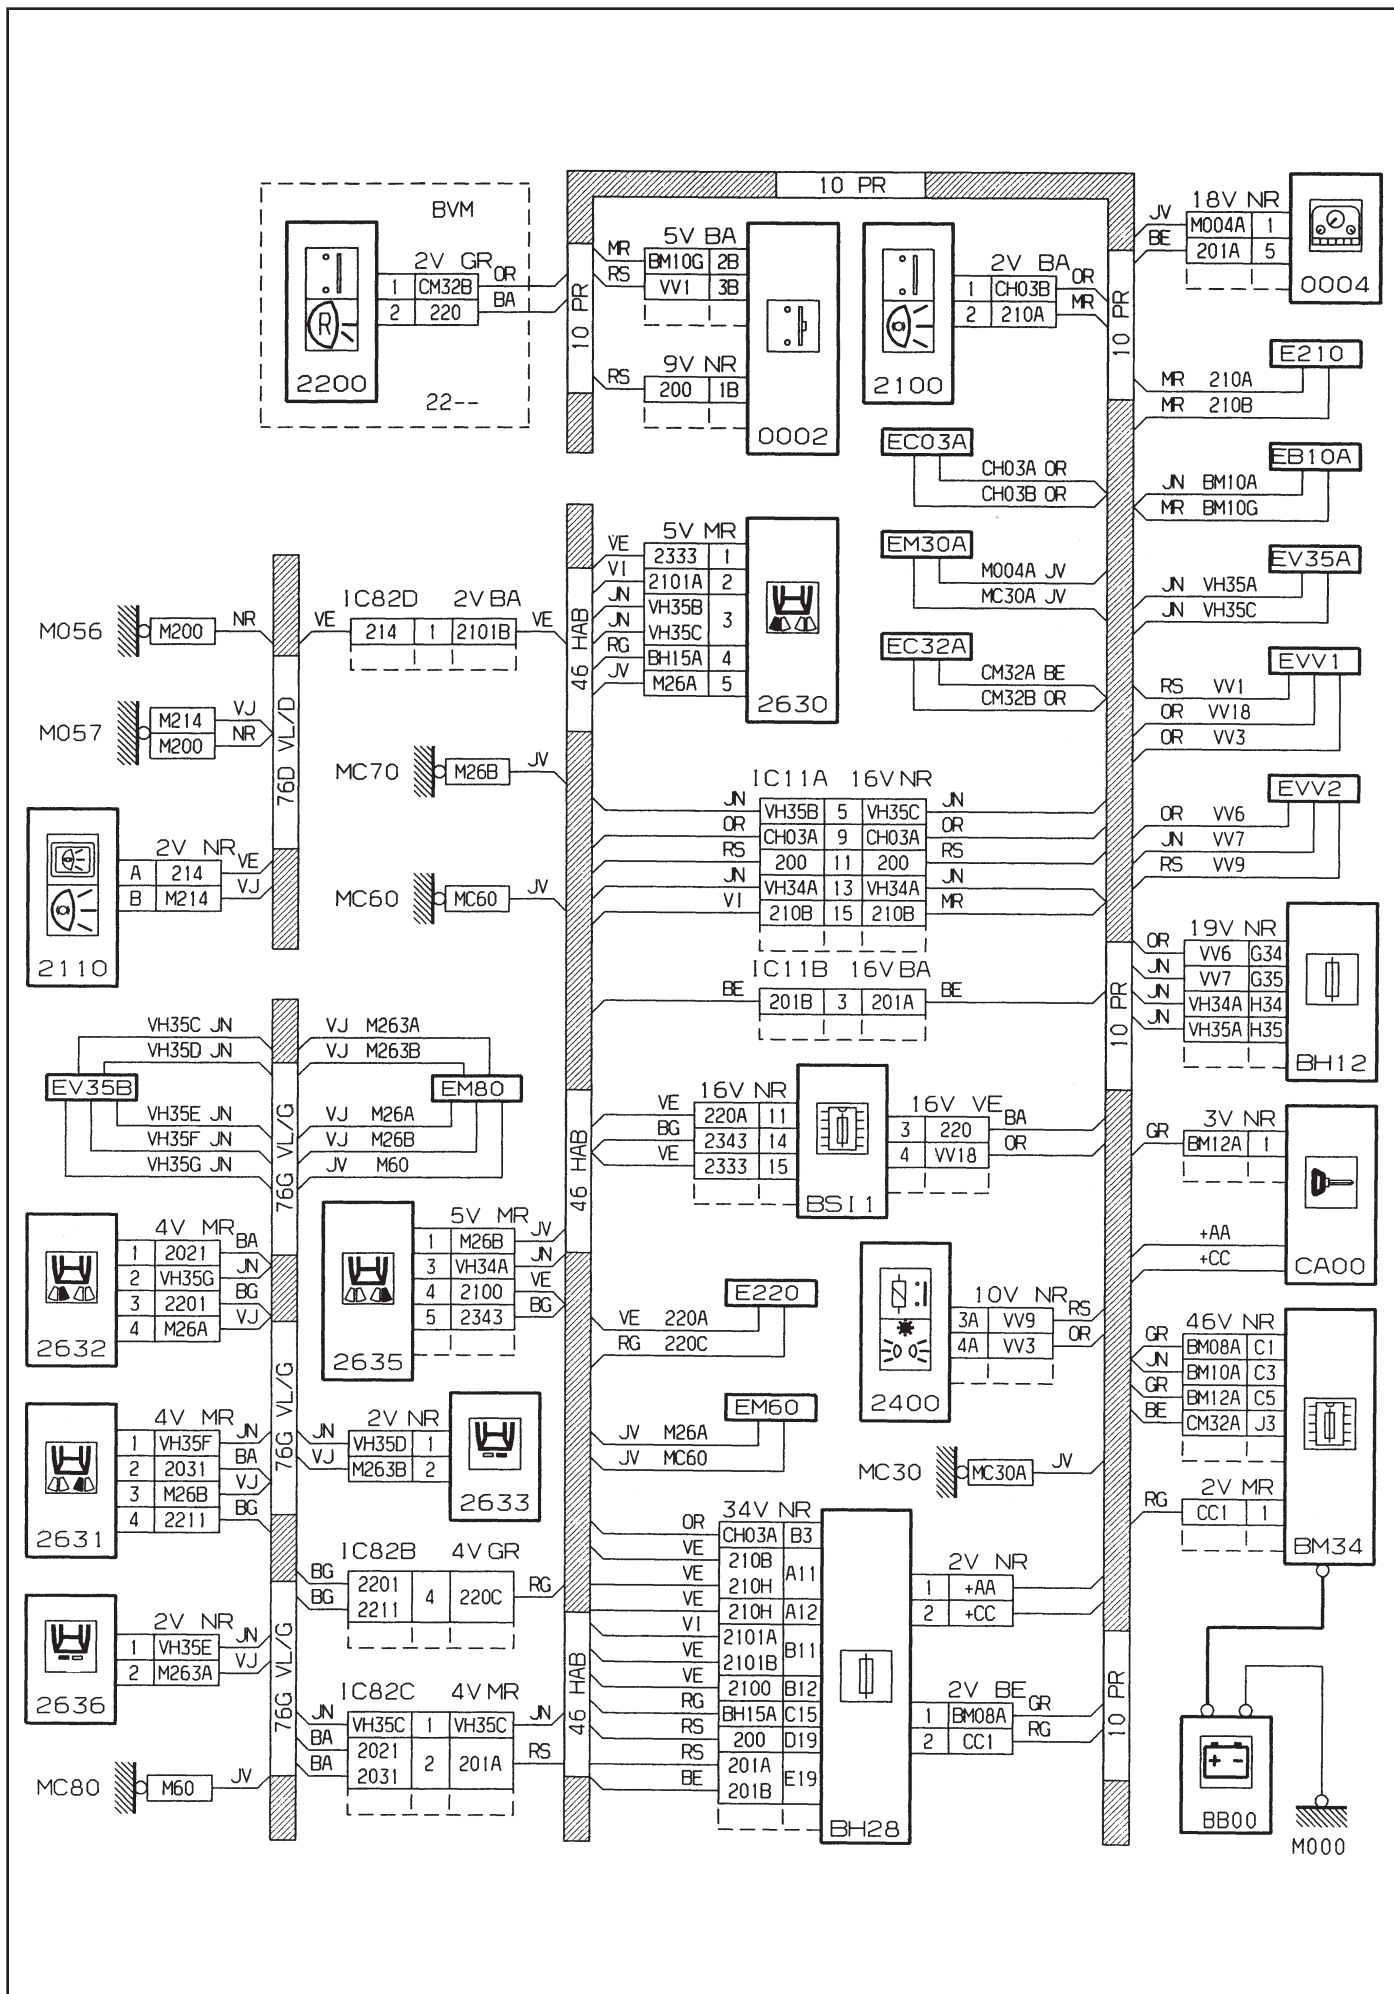 10 PR
BVM
2V GR
OR
1 CM32B
BA
2 220
2200
22--
10 PR
5V BA
MR BM10G 2B
RS VV1 3B
9V NR
RS 200 1B
0002
2V BA
OR
1 CH03B
MR
2 210A
2100
10 PR
18V NR
JV M004A 1
BE 201A 5
0004
E210
MR 210A
MR 210B
EC03A
CH03A OR
CH03B OR
EB10A
JN BM10A
MR BM10G
EM30A
M004A JV
MC30A JV
EV35A
JN VH35A
JN VH35C
EC32A
CM32A BE
CM32B OR
EVV1
RS VV1
OR VV18
OR VV3
EVV2
OR VV6
JN VV7
RS VV9
5V MR
VE 2333 1
VI 2101A 2
JN VH35B 3
JN VH35C
RG BH15A 4
JV M26A 5
2630
46 HAB
M056 M200 NR
IC82D 2V BA
VE 214 1 2101B VE
M057 M214 VJ
M200 NR
76D VL/D
MC70 M26B JV
MC60 MC60 JV
2V NR
A 214 VE
B M214 VJ
2110
IC11A 16V NR
JN VH35B 5 VH35C JN
OR CH03A 9 CH03A OR
RS 200 11 200 RS
JN VH34A 13 VH34A JN
VI 210B 15 210B MR
IC11B 16V BA
BE 201B 3 201A BE
10 PR
19V NR
OR VV6 G34
JN VV7 G35
JN VH34A H34
JN VH35A H35
BH12
VH35C JN
VH35D JN
EV35B
VH35E JN
VH35F JN
VH35G JN
VJ M263A
VJ M263B
EM80
VJ M26A
VJ M26B
JV M60
76G VL/G
46 HAB
16V NR
VE 220A 11
BG 2343 14
VE 2333 15
BSI1
16V VE
3 220 BA
4 VV18 OR
3V NR
GR BM12A 1
+AA
+CC
CA00
4V MR
1 2021 BA
2 VH35G JN
3 2201 BG
4 M26A VJ
2632
5V MR
1 M26B JV
3 VH34A JN
4 2100 VE
5 2343 BG
2635
E220
VE 220A
RG 220C
10V NR
3A VV9 RS
4A VV3 OR
2400
46V NR
GR BM08A C1
JN BM10A C3
GR BM12A C5
BE CM32A J3
2V MR
RG CC1 1
BM34
4V MR
1 VH35F JN
2 2031 BA
3 M26B VJ
4 2211 BG
2631
76G VL/G
2V NR
JN VH35D 1
VJ M263B 2
2633
EM60
JV M26A
JV MC60
MC30 MC30A JV
34V NR
OR CH03A B3
VE 210B A11
VE 210H
VE 210H A12
VI 2101A B11
VE 2101B
VE 2100 B12
RG BH15A C15
RS 200 D19
RS 201A E19
BE 201B
BH28
2V NR
1 +AA
2 +CC
2V BE
1 BM08A GR
2 CC1 RG
IC82B 4V GR
BG 2201 4 220C RG
BG 2211
2V NR
1 VH35E JN
2 M263A VJ
2636
76G VL/G
IC82C 4V MR
JN VH35C 1 VH35C JN
BA 2021 2 201A RS
BA 2031
46 HAB
10 PR
MC80 M60 JV
BB00
M000